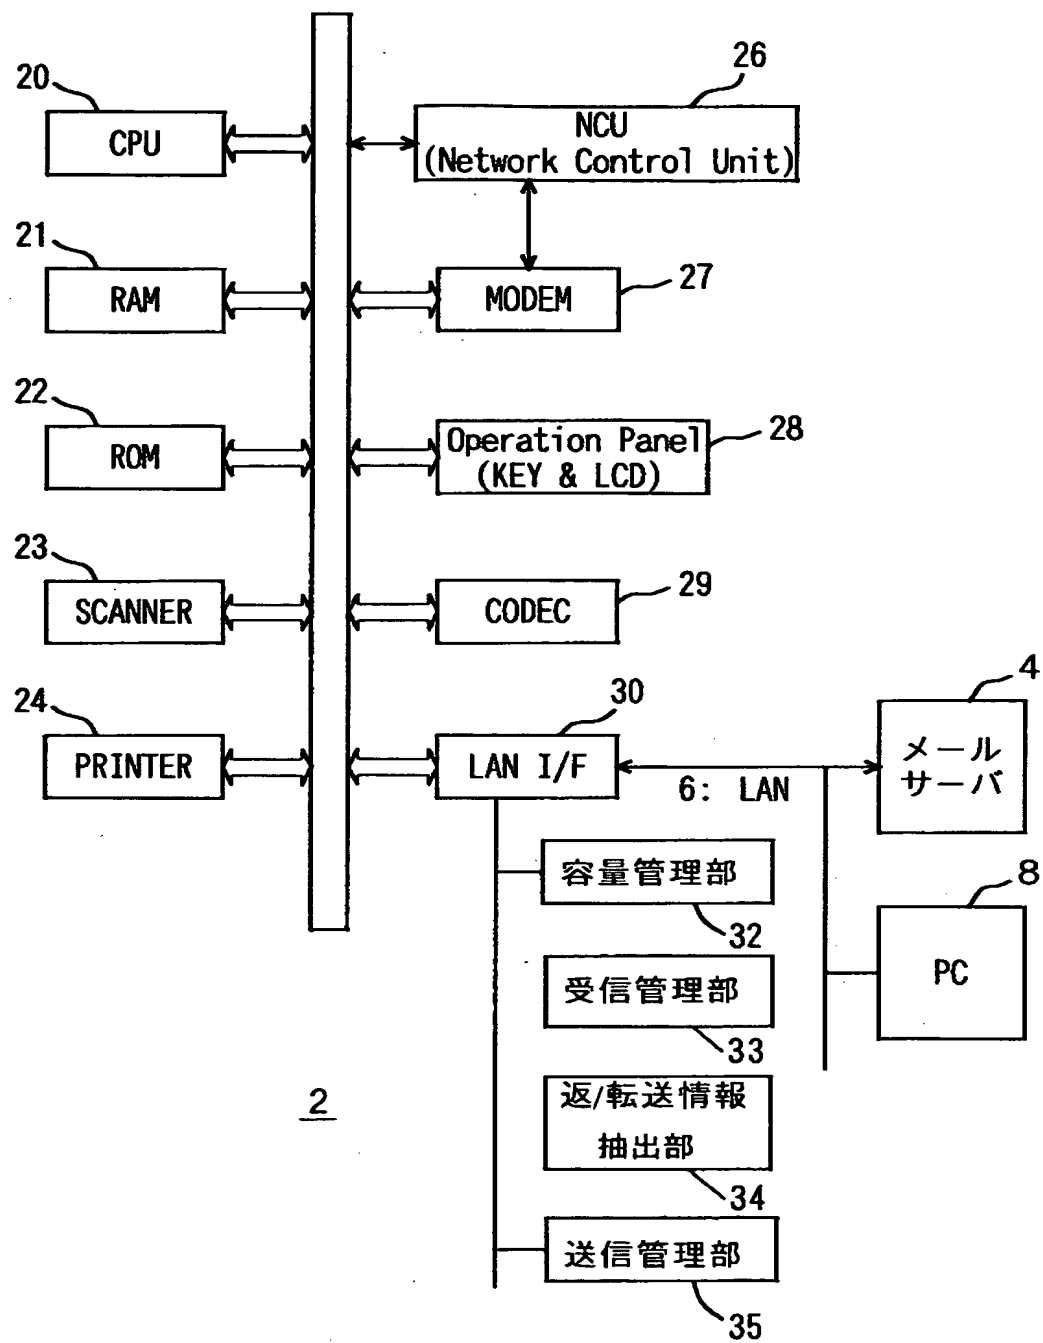 20
CPU
26
NCU
(Network Control Unit)
21
RAM
27
MODEM
22
ROM
28
Operation Panel
(KEY & LCD)
23
SCANNER
29
CODEC
24
PRINTER
30
LAN I/F
6: LAN
4
メール
サーバ
容量管理部
32
8
PC
受信管理部
33
2
返/転送情報
抽出部
34
送信管理部
35